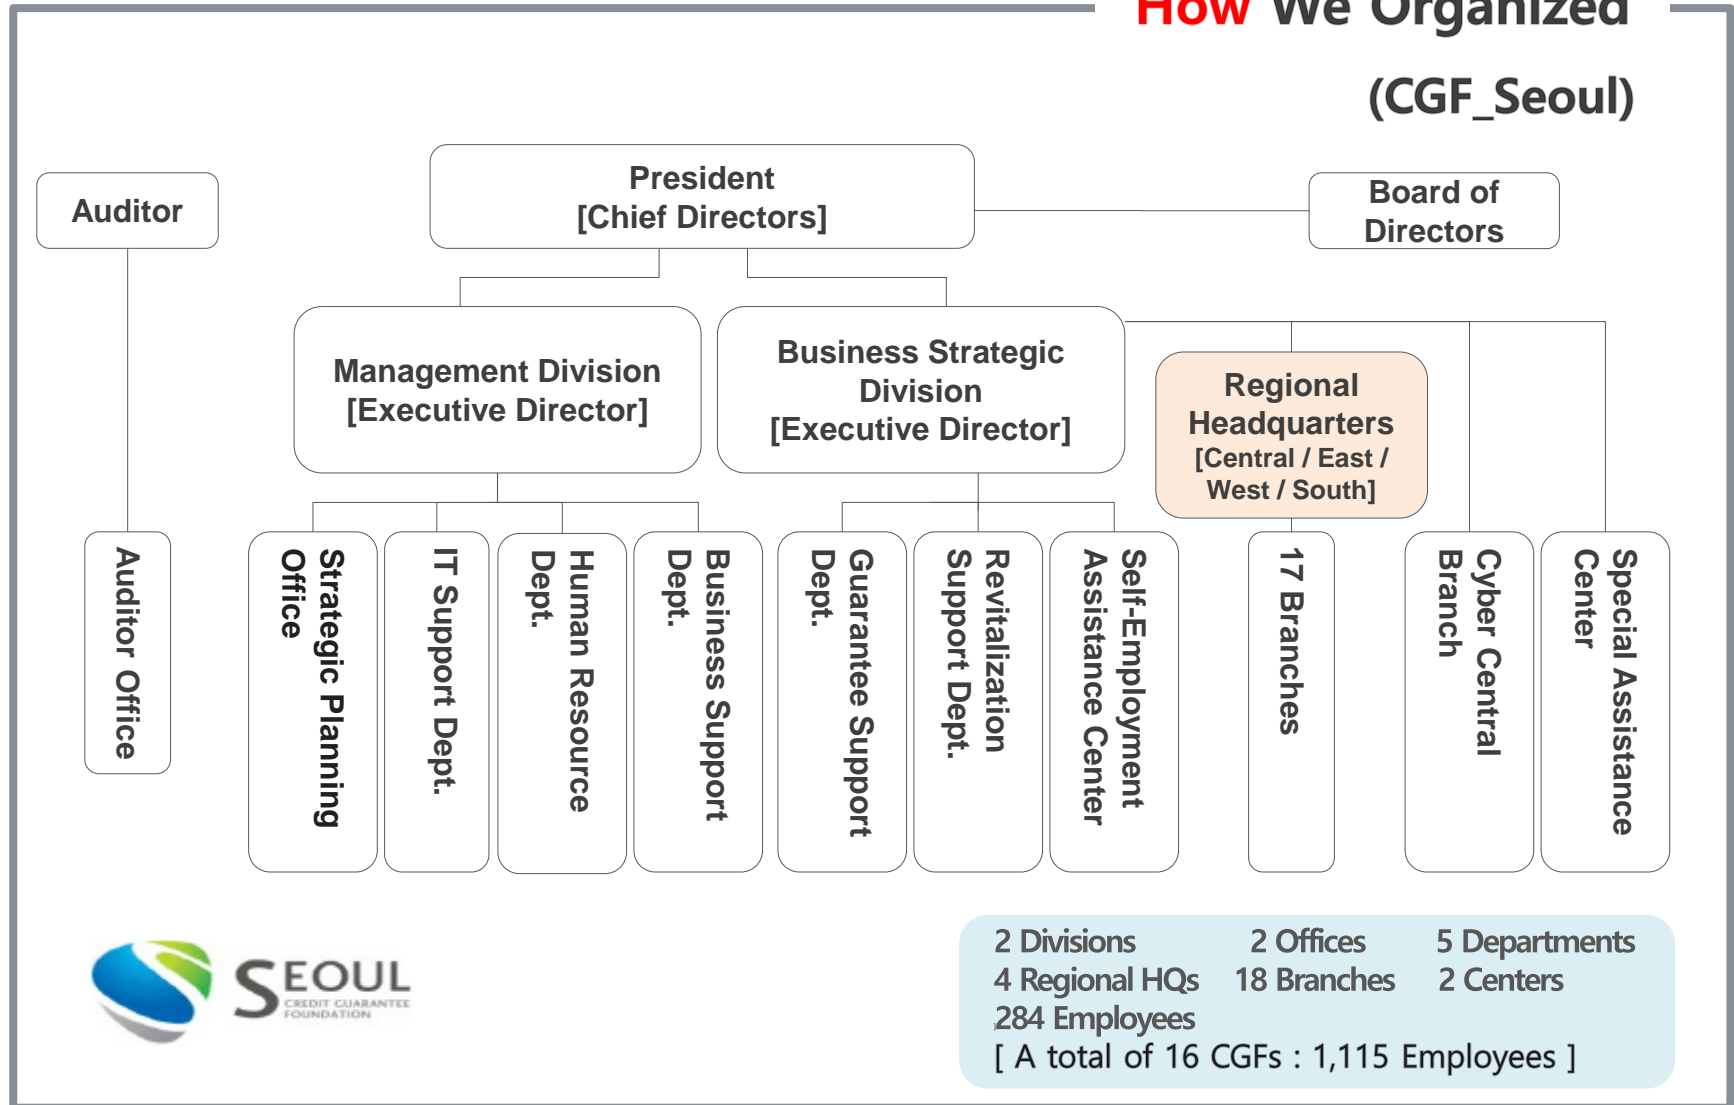 How We Organized
(CGF_Seoul)
Auditor
President
[Chief Directors]
Board of
Directors
Management Division
[Executive Director]
Business Strategic
Division
[Executive Director]
Regional
Headquarters
[Central / East /
West / South]
Auditor Office
Strategic Planning
Office
IT Support Dept.
Human Resource
Dept.
Business Support
Dept.
Guarantee Support
Dept.
Revitalization
Support Dept.
Self-Employment
Assistance Center
17 Branches
Cyber Central
Branch
Special Assistance
Center
SEOUL
CREDIT GUARANTEE
FOUNDATION
2 Divisions 2 Offices 5 Departments
4 Regional HQs 18 Branches 2 Centers
284 Employees
[ A total of 16 CGFs : 1,115 Employees ]